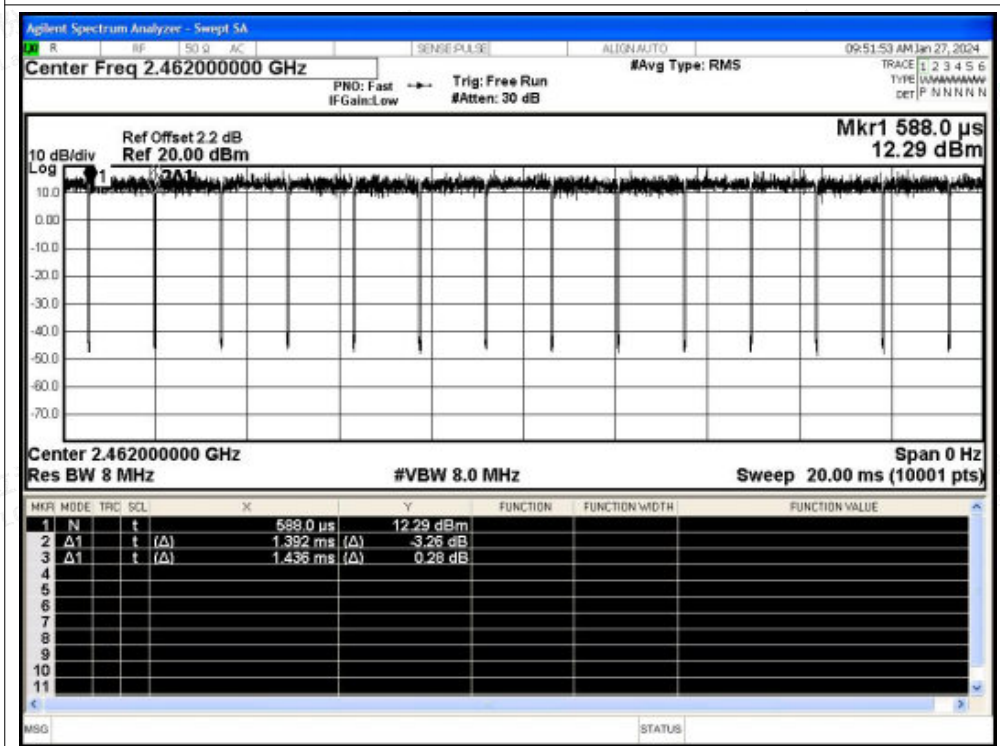 Agilent Spectrum Analyzer - Swept SA
R RF 50 Ω AC SENSE:PULSE ALIGN AUTO 09:51:53 AM Jan 27, 2024
Center Freq 2.462000000 GHz #Avg Type: RMS TRACE 1 2 3 4 5 6
PNO: Fast Trig: Free Run TYPE
IFGain:Low #Atten: 30 dB DET P N N N N N
Mkr1 588.0 µs
Ref Offset 2.2 dB
10 dB/div Ref 20.00 dBm 12.29 dBm
Log
1 3Δ1
10.0
0.00
-10.0
-20.0
-30.0
-40.0
-50.0
-60.0
-70.0
Center 2.462000000 GHz Span 0 Hz
Res BW 8 MHz #VBW 8.0 MHz Sweep 20.00 ms (10001 pts)
MKR MODE TRC SCL X Y FUNCTION FUNCTION WIDTH FUNCTION VALUE
1 N t 588.0 µs 12.29 dBm
2 Δ1 t (Δ) 1.392 ms (Δ) -3.26 dB
3 Δ1 t (Δ) 1.436 ms (Δ) 0.28 dB
4
5
6
7
8
9
10
11
MSG STATUS